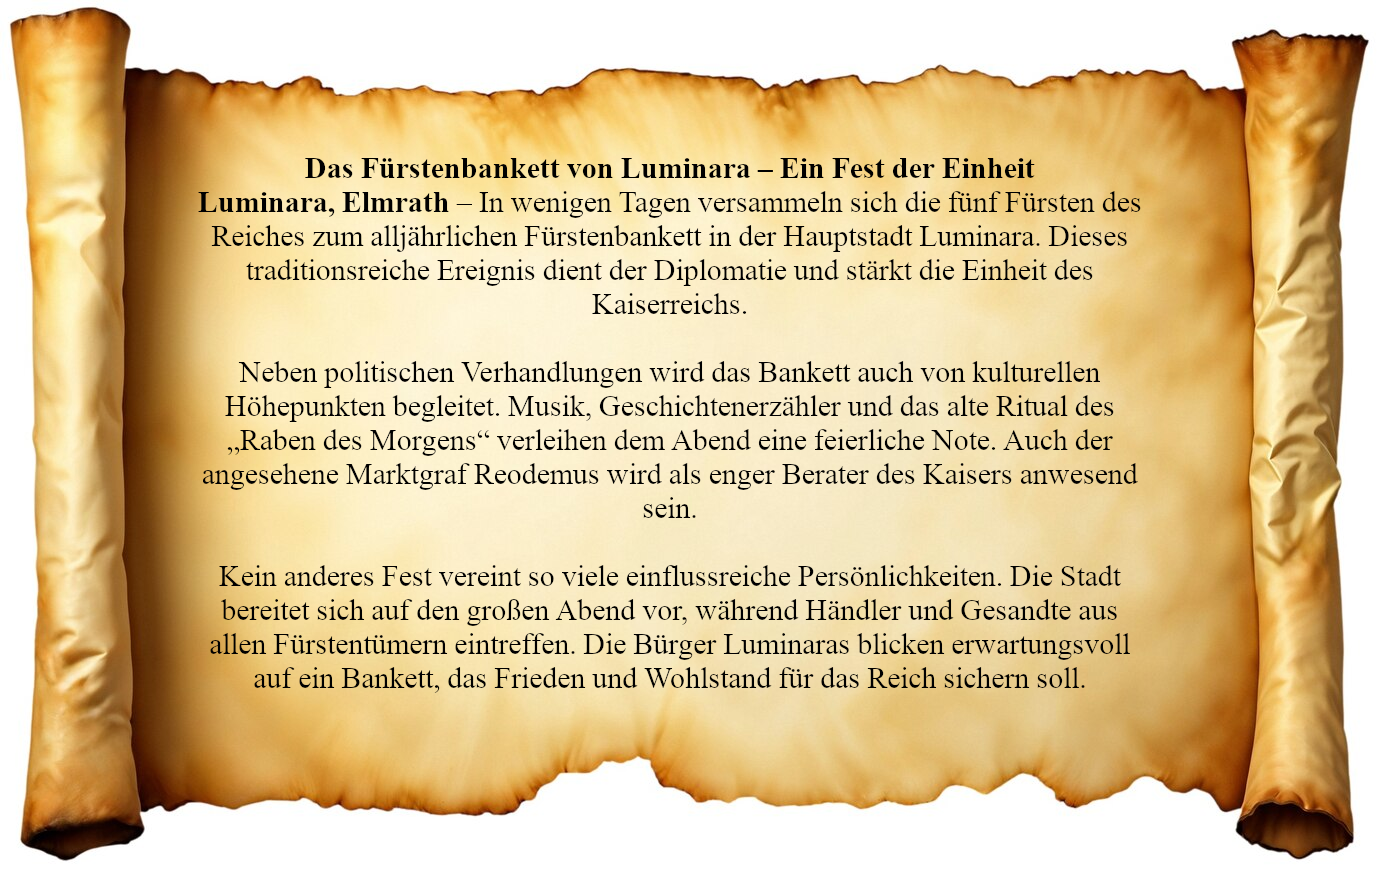 Das Fürstenbankett von Luminara – Ein Fest der Einheit
Luminara, Elmrath – In wenigen Tagen versammeln sich die fünf Fürsten des
Reiches zum alljährlichen Fürstenbankett in der Hauptstadt Luminara. Dieses
traditionsreiche Ereignis dient der Diplomatie und stärkt die Einheit des
Kaiserreichs.
Neben politischen Verhandlungen wird das Bankett auch von kulturellen
Höhepunkten begleitet. Musik, Geschichtenerzähler und das alte Ritual des
„Raben des Morgens“ verleihen dem Abend eine feierliche Note. Auch der
angesehene Marktgraf Reodemus wird als enger Berater des Kaisers anwesend
sein.
Kein anderes Fest vereint so viele einflussreiche Persönlichkeiten. Die Stadt
bereitet sich auf den großen Abend vor, während Händler und Gesandte aus
allen Fürstentümern eintreffen. Die Bürger Luminaras blicken erwartungsvoll
auf ein Bankett, das Frieden und Wohlstand für das Reich sichern soll.